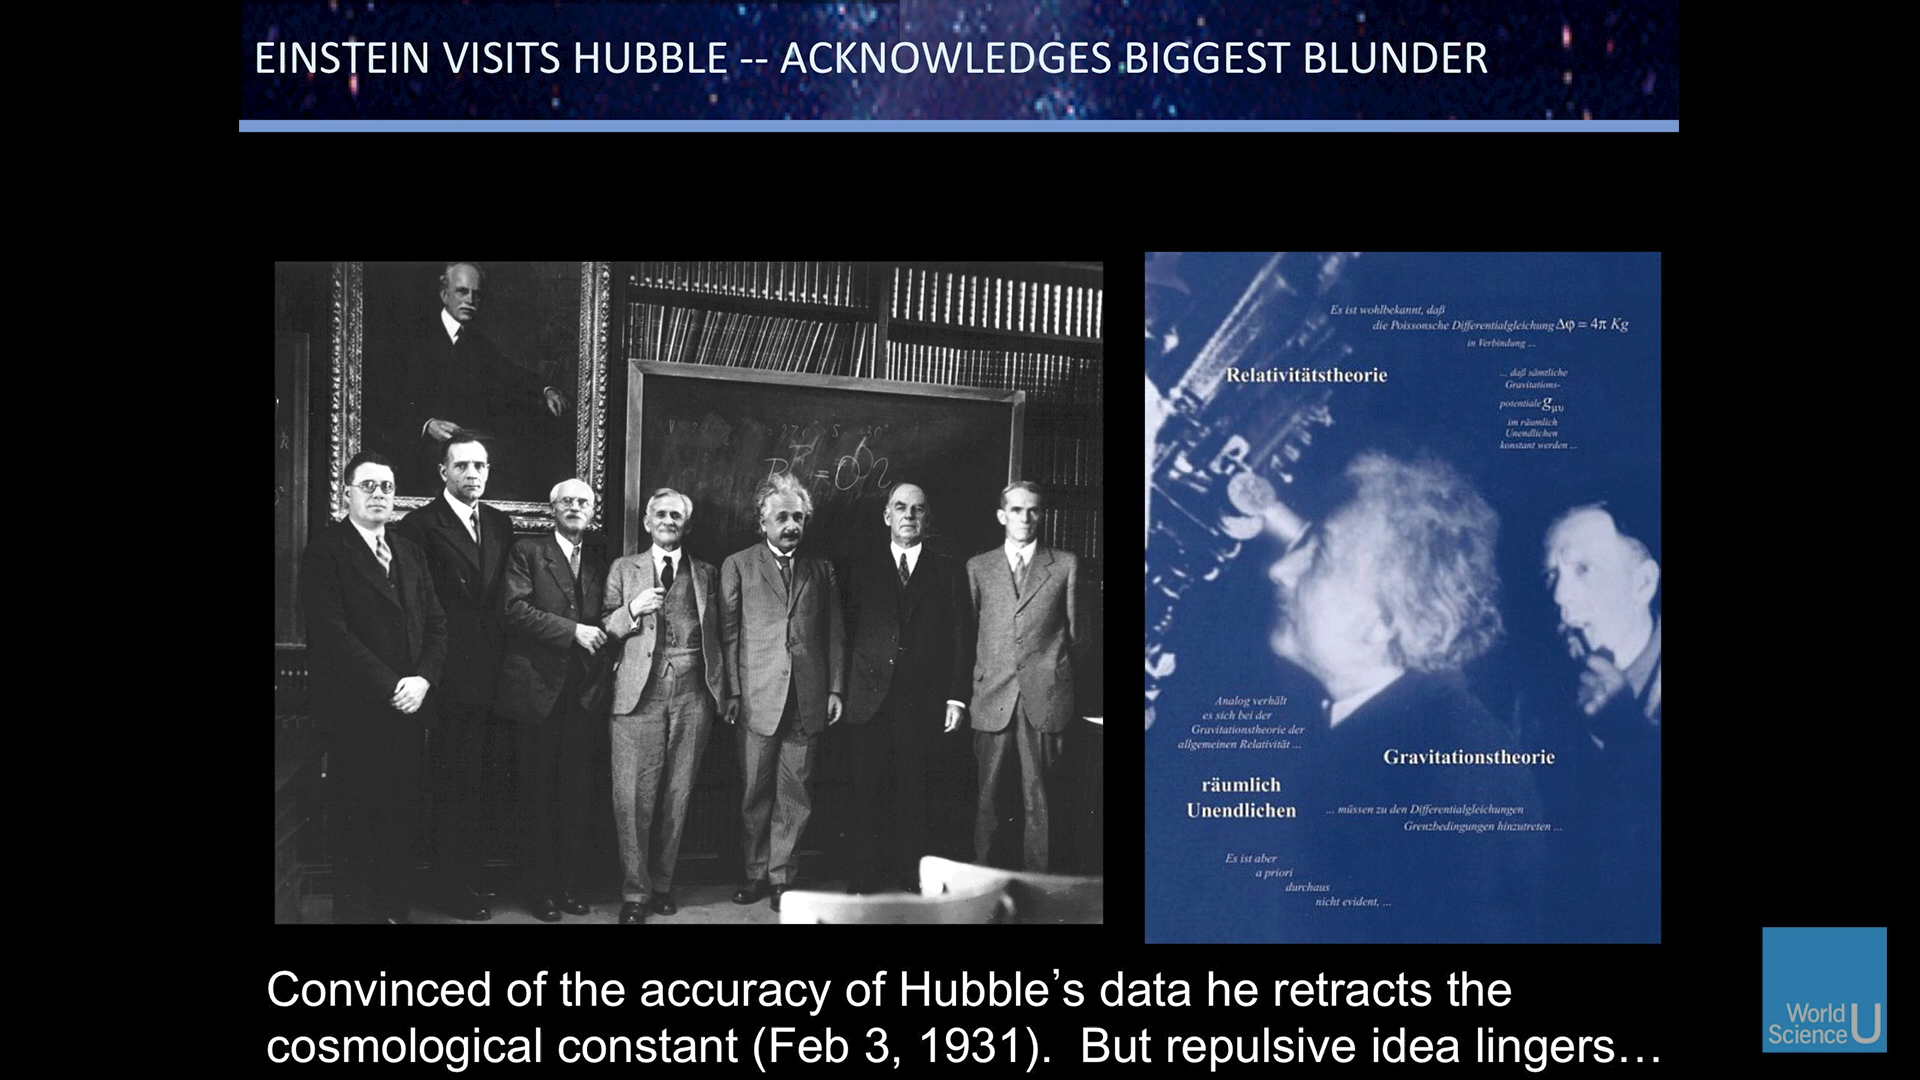 EINSTEIN VISITS HUBBLE -- ACKNOWLEDGES BIGGEST BLUNDER
Es ist wohlbekannt, daß
die Poissonsche Differentialgleichung Δφ = 4π Kg
in Verbindung ...
Relativitätstheorie
... daß sämtliche
Gravitations-
potentiale gμυ
im räumlich
Unendlichen
konstant werden ...
Analog verhält
es sich bei der
Gravitationstheorie der
allgemeinen Relativität ...
Gravitationstheorie
räumlich
Unendlichen
... müssen zu den Differentialgleichungen
Grenzbedingungen hinzutreten ...
Es ist aber
a priori
durchaus
nicht evident, ...
Convinced of the accuracy of Hubble’s data he retracts the
cosmological constant (Feb 3, 1931).  But repulsive idea lingers…
World
Science U